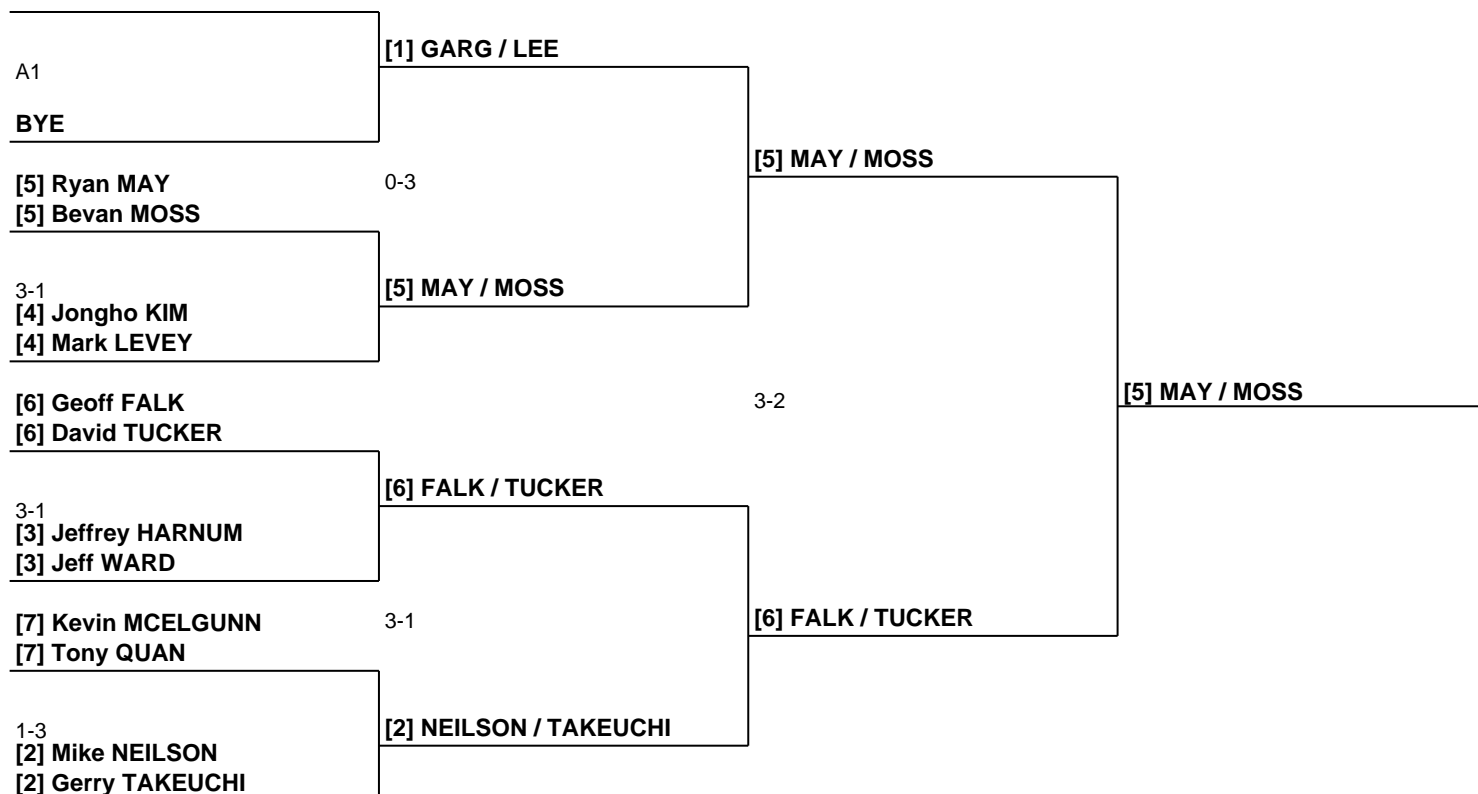 [1] GARG / LEE
A1
BYE
[5] MAY / MOSS
[5] Ryan MAY
0-3
[5] Bevan MOSS
3-1
[5] MAY / MOSS
[4] Jongho KIM
[4] Mark LEVEY
[5] MAY / MOSS
[6] Geoff FALK
3-2
[6] David TUCKER
[6] FALK / TUCKER
3-1
[3] Jeffrey HARNUM
[3] Jeff WARD
[7] Kevin MCELGUNN
3-1
[6] FALK / TUCKER
[7] Tony QUAN
1-3
[2] NEILSON / TAKEUCHI
[2] Mike NEILSON
[2] Gerry TAKEUCHI